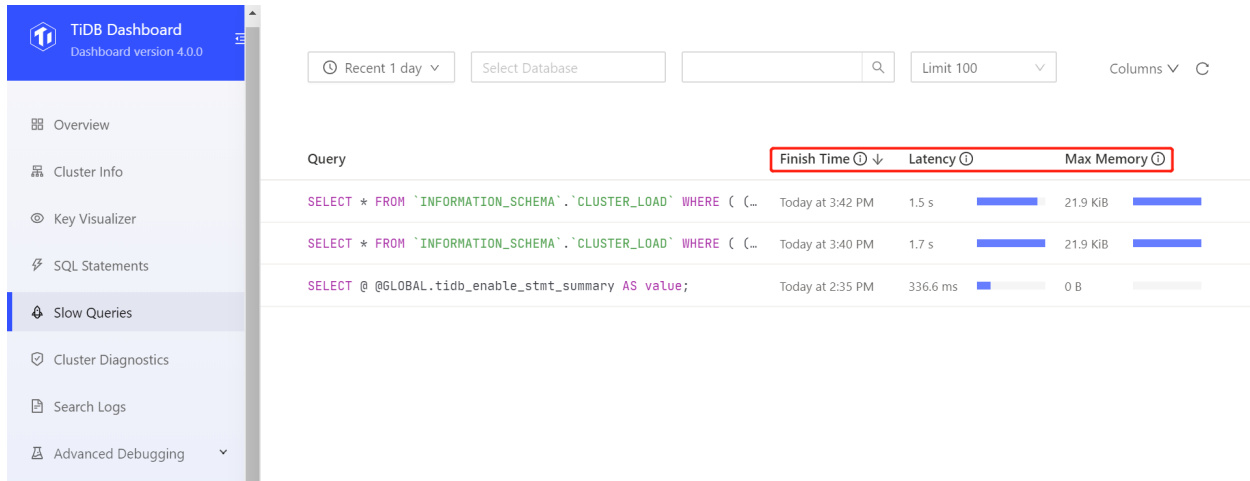 TiDB Dashboard
Dashboard version 4.0.0
Overview
Cluster Info
Key Visualizer
SQL Statements
Slow Queries
Cluster Diagnostics
Search Logs
Advanced Debugging
Recent 1 day Select Database Limit 100 Columns
Query Finish Time Latency Max Memory
SELECT * FROM `INFORMATION_SCHEMA`.`CLUSTER_LOAD` WHERE ( (… Today at 3:42 PM 1.5 s 21.9 KiB
SELECT * FROM `INFORMATION_SCHEMA`.`CLUSTER_LOAD` WHERE ( (… Today at 3:40 PM 1.7 s 21.9 KiB
SELECT @ @GLOBAL.tidb_enable_stmt_summary AS value; Today at 2:35 PM 336.6 ms 0 B